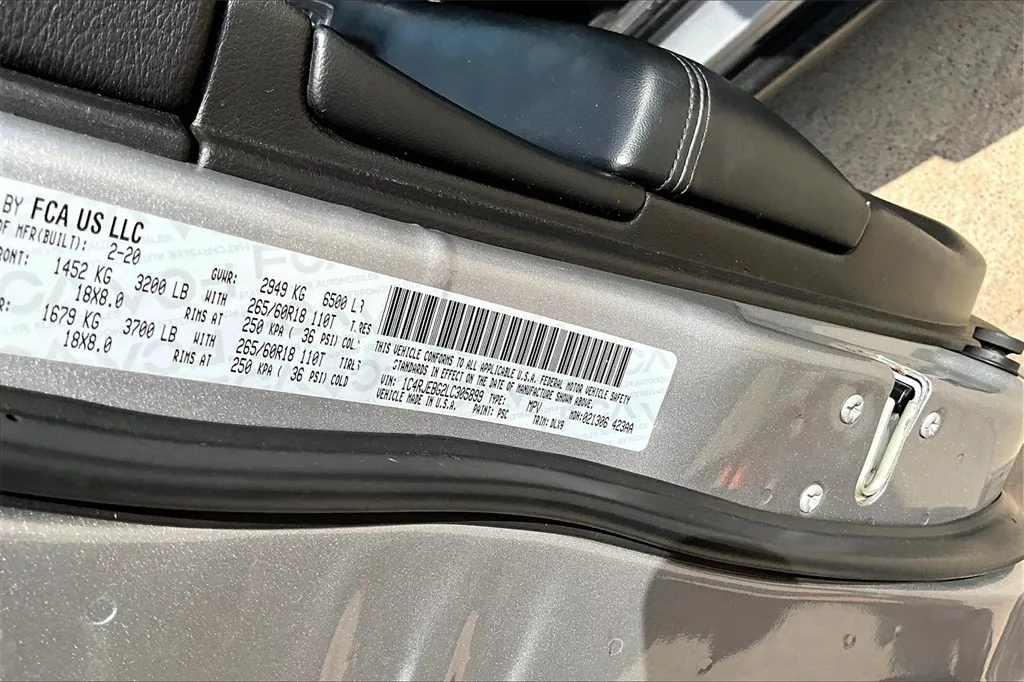 BY FCA US LLC
OF MFR(BUILT): 2-20
RONT: 1452 KG 3200 LB GVWR: 2949 KG 6500 LB
18X8.0 WITH 265/60R18 110T TIRES
RIMS AT 250 KPA ( 36 PSI) COLD
R: 1679 KG 3700 LB WITH 265/60R18 110T TIRES
18X8.0 RIMS AT 250 KPA ( 36 PSI) COLD
THIS VEHICLE CONFORMS TO ALL APPLICABLE U.S.A. FEDERAL MOTOR VEHICLE SAFETY
STANDARDS IN EFFECT ON THE DATE OF MANUFACTURE SHOWN ABOVE.
VIN: 1C4RJEBG2LC305899 TYPE: MPV MDH:021306 423AA
VEHICLE MADE IN U.S.A. PAINT: PSC TRIM: DLX9